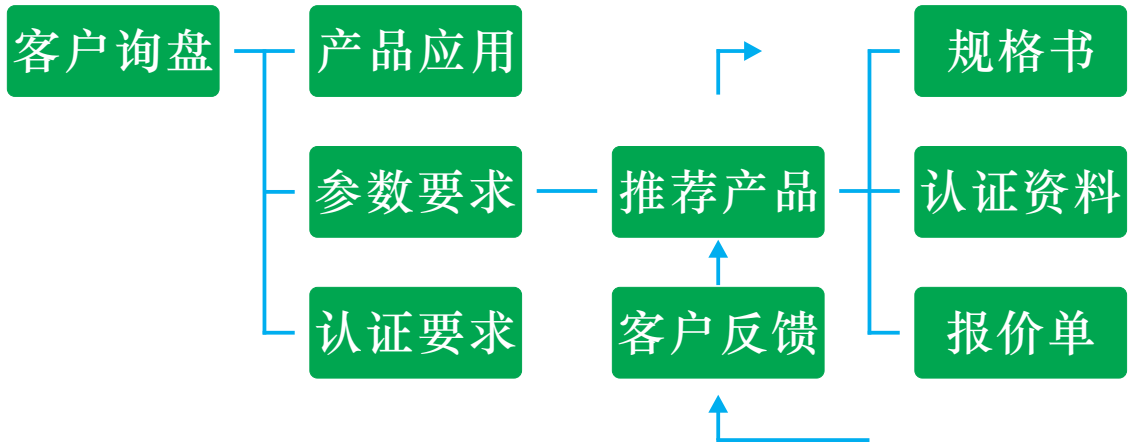 客户询盘
产品应用
规格书
参数要求
推荐产品
认证资料
认证要求
客户反馈
报价单